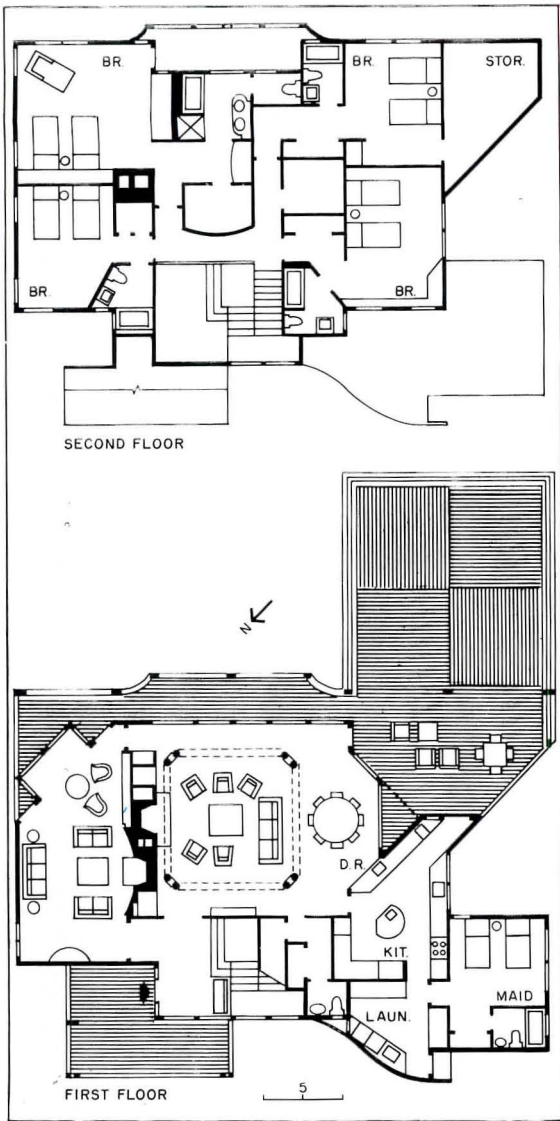 BR.
BR.
STOR.
BR.
BR.
SECOND FLOOR
N
D.R.
KIT.
MAID
LAUN.
FIRST FLOOR
5